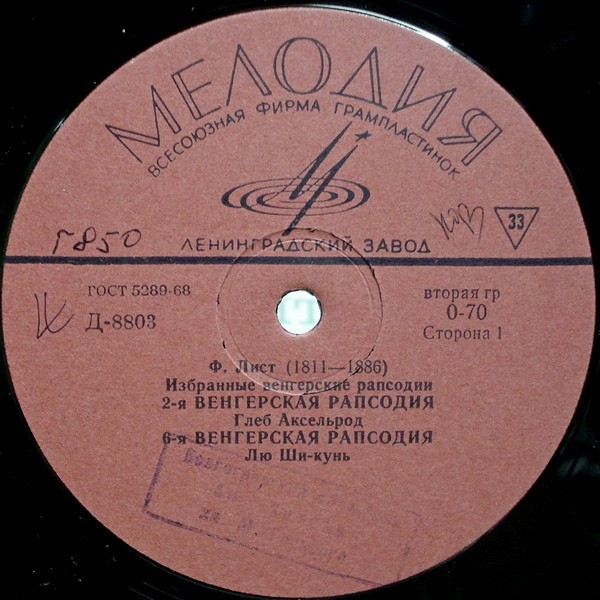 МЕЛОДИЯ
ВСЕСОЮЗНАЯ ФИРМА ГРАМПЛАСТИНОК
33
ЛЕНИНГРАДСКИЙ ЗАВОД
ГОСТ 5289-68
Д-8803
вторая гр
0-70
Сторона 1
Ф. Лист (1811—1886)
Избранные венгерские рапсодии
2-я ВЕНГЕРСКАЯ РАПСОДИЯ
Глеб Аксельрод
6-я ВЕНГЕРСКАЯ РАПСОДИЯ
Лю Ши-кунь